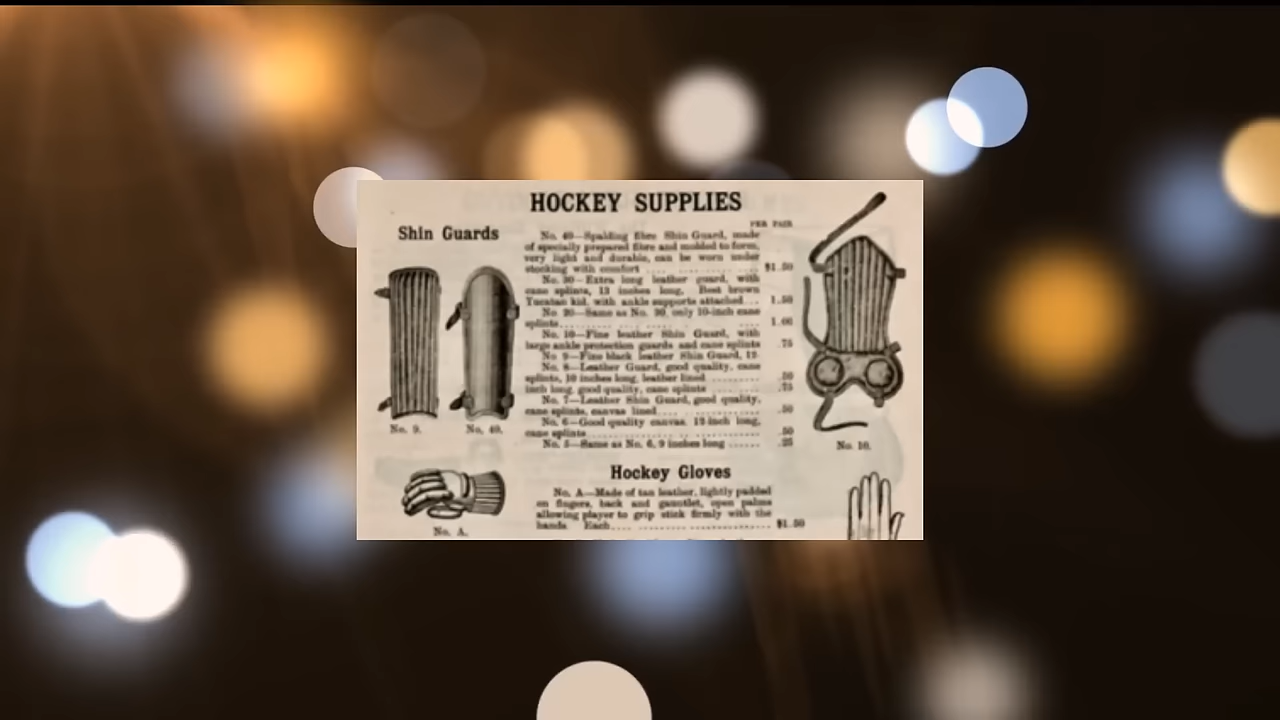 HOCKEY SUPPLIES
PER PAIR
Shin Guards
No. 40—Spalding fibre Shin Guard, made
of specially prepared fibre and molded to form,
very light and durable, can be worn under
stocking with comfort .... .......... $1.50
No. 30—Extra long leather guard, with
cane splints, 13 inches long, Best brown
Yucatan kid, with ankle supports attached... 1.50
No. 20—Same as No. 30, only 10-inch cane
splints.......... .... ..... .... 1.00
No. 10—Fine leather Shin Guard, with
large ankle protection guards and cane splints .75
No 9—Fine black leather Shin Guard, 12-
No. 8—Leather Guard, good quality, cane
splints, 10 inches long, leather lined ........... .50
inch long, good quality, cane splints ......... .75
No. 7—Leather Shin Guard, good quality,
cane splints, canvas lined.... ............. .50
No. 6—Good quality canvas, 12-inch long,
cane splints.............. .............. .50
No. 5—Same as No. 6, 9 inches long ...... .25
No. 9.
No. 40.
No. 10.
Hockey Gloves
No. A—Made of tan leather, lightly padded
on fingers, back and gauntlet, open palms
allowing player to grip stick firmly with the
hands Each.... .................. $1.50
No. A.